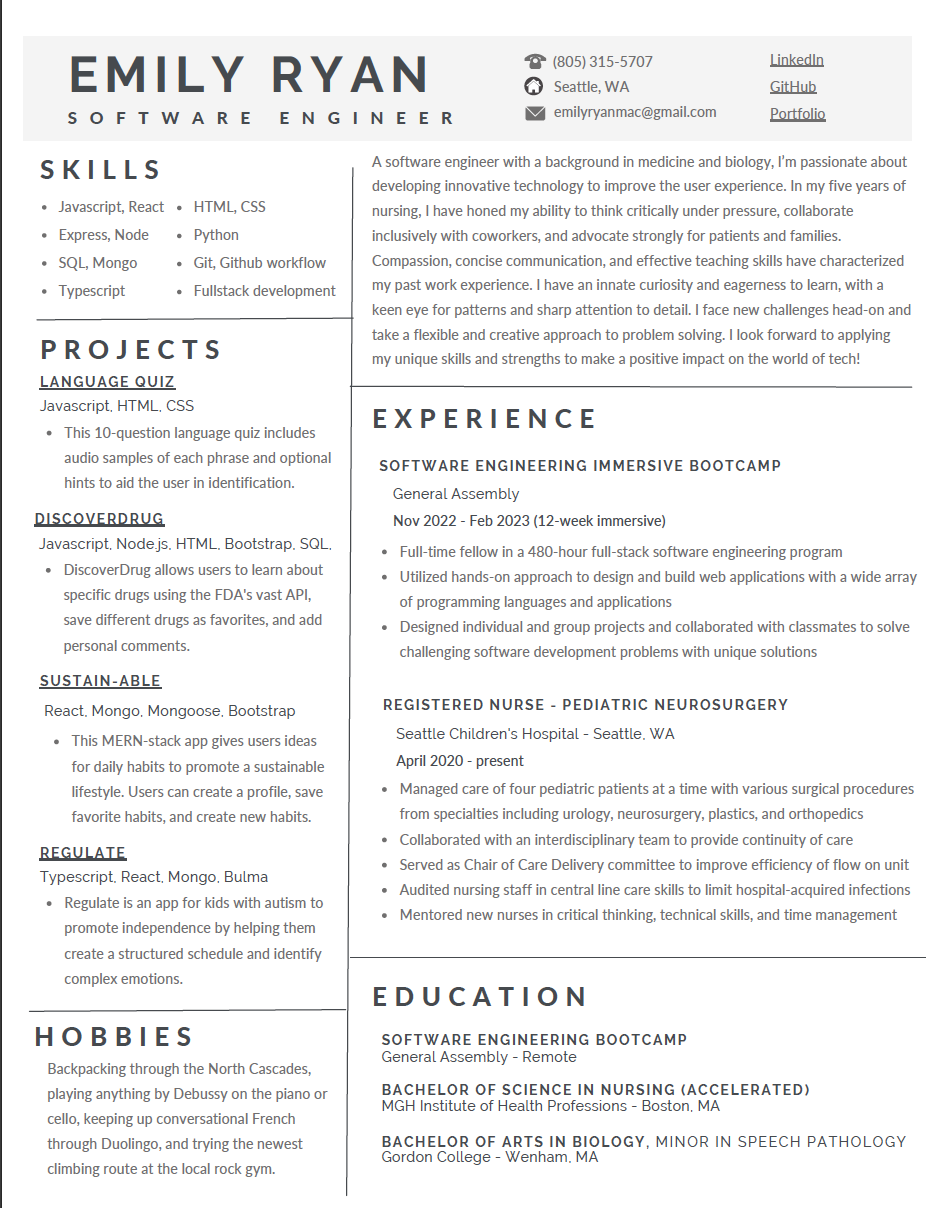 EMILY RYAN
SOFTWARE ENGINEER
(805) 315-5707
Seattle, WA
emilyryanmac@gmail.com
LinkedIn
GitHub
Portfolio
SKILLS
• Javascript, React
• Express, Node
• SQL, Mongo
• Typescript
• HTML, CSS
• Python
• Git, Github workflow
• Fullstack development
PROJECTS
LANGUAGE QUIZ
Javascript, HTML, CSS
• This 10-question language quiz includes
audio samples of each phrase and optional
hints to aid the user in identification.
DISCOVERDRUG
Javascript, Node.js, HTML, Bootstrap, SQL,
• DiscoverDrug allows users to learn about
specific drugs using the FDA's vast API,
save different drugs as favorites, and add
personal comments.
SUSTAIN-ABLE
React, Mongo, Mongoose, Bootstrap
• This MERN-stack app gives users ideas
for daily habits to promote a sustainable
lifestyle. Users can create a profile, save
favorite habits, and create new habits.
REGULATE
Typescript, React, Mongo, Bulma
• Regulate is an app for kids with autism to
promote independence by helping them
create a structured schedule and identify
complex emotions.
HOBBIES
Backpacking through the North Cascades,
playing anything by Debussy on the piano or
cello, keeping up conversational French
through Duolingo, and trying the newest
climbing route at the local rock gym.
A software engineer with a background in medicine and biology, I'm passionate about
developing innovative technology to improve the user experience. In my five years of
nursing, I have honed my ability to think critically under pressure, collaborate
inclusively with coworkers, and advocate strongly for patients and families.
Compassion, concise communication, and effective teaching skills have characterized
my past work experience. I have an innate curiosity and eagerness to learn, with a
keen eye for patterns and sharp attention to detail. I face new challenges head-on and
take a flexible and creative approach to problem solving. I look forward to applying
my unique skills and strengths to make a positive impact on the world of tech!
EXPERIENCE
SOFTWARE ENGINEERING IMMERSIVE BOOTCAMP
General Assembly
Nov 2022 - Feb 2023 (12-week immersive)
• Full-time fellow in a 480-hour full-stack software engineering program
• Utilized hands-on approach to design and build web applications with a wide array
of programming languages and applications
• Designed individual and group projects and collaborated with classmates to solve
challenging software development problems with unique solutions
REGISTERED NURSE - PEDIATRIC NEUROSURGERY
Seattle Children's Hospital - Seattle, WA
April 2020 - present
• Managed care of four pediatric patients at a time with various surgical procedures
from specialties including urology, neurosurgery, plastics, and orthopedics
• Collaborated with an interdisciplinary team to provide continuity of care
• Served as Chair of Care Delivery committee to improve efficiency of flow on unit
• Audited nursing staff in central line care skills to limit hospital-acquired infections
• Mentored new nurses in critical thinking, technical skills, and time management
EDUCATION
SOFTWARE ENGINEERING BOOTCAMP
General Assembly - Remote
BACHELOR OF SCIENCE IN NURSING (ACCELERATED)
MGH Institute of Health Professions - Boston, MA
BACHELOR OF ARTS IN BIOLOGY, MINOR IN SPEECH PATHOLOGY
Gordon College - Wenham, MA